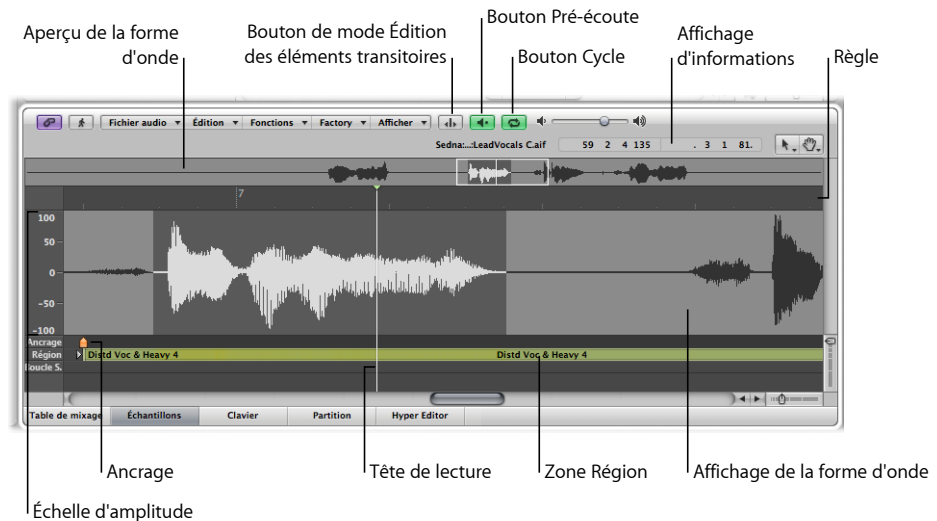 Aperçu de la forme
d'onde
Bouton de mode Édition
des éléments transitoires
Bouton Pré-écoute
Bouton Cycle
Affichage
d'informations
Règle
Fichier audio Édition Fonctions Factory Afficher
Sedna:...:LeadVocals C.aif 59 2 4 135 . 3 1 81.
7
100
50
0
-50
-100
Ancrage
Région Distd Voc & Heavy 4 Distd Voc & Heavy 4
Boucle S.
Table de mixage Échantillons Clavier Partition Hyper Editor
Ancrage
Tête de lecture
Zone Région
Affichage de la forme d'onde
Échelle d'amplitude